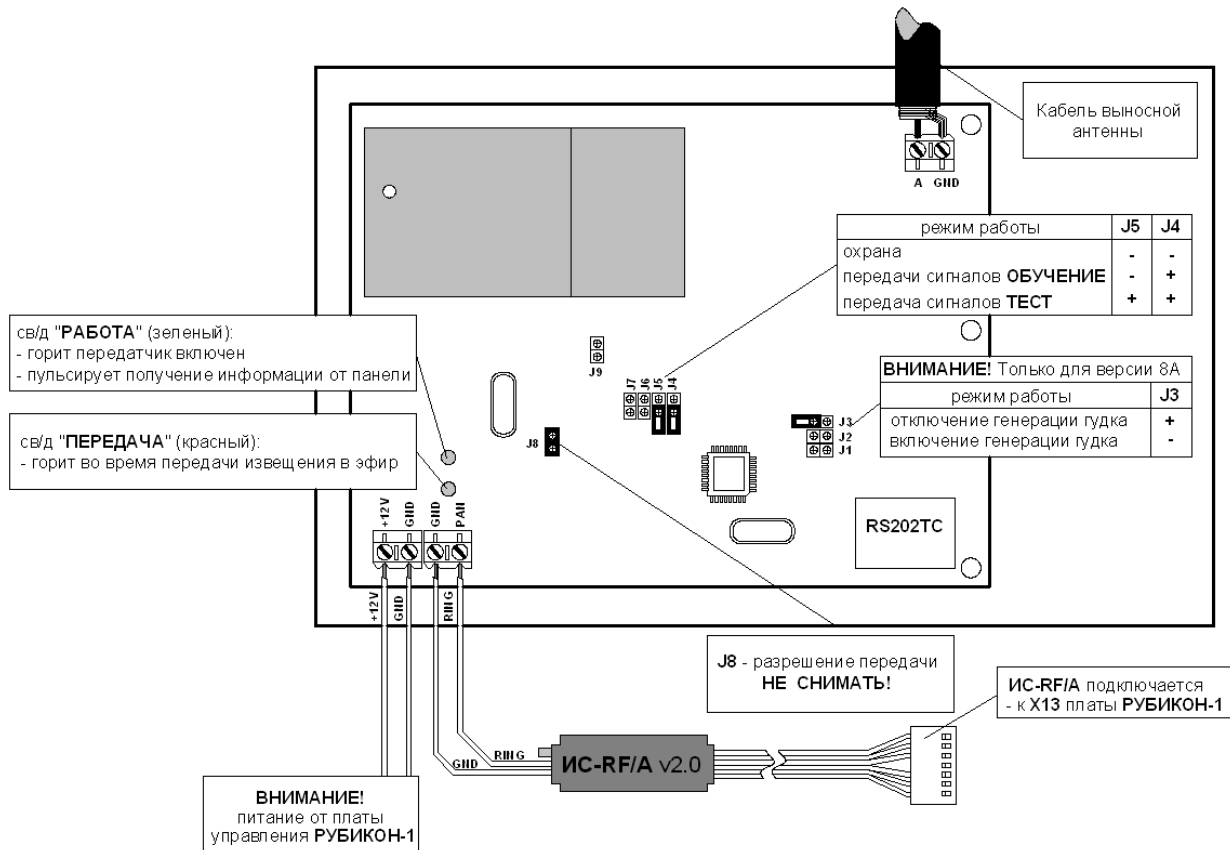 Кабель выносной
антенны
A GND
режим работы J5 J4
охрана - -
передачи сигналов ОБУЧЕНИЕ - +
передача сигналов ТЕСТ + +
св/д "РАБОТА" (зеленый):
- горит передатчик включен
- пульсирует получение информации от панели
J9
J7 J6 J5 J4
ВНИМАНИЕ! Только для версии 8А
режим работы J3
отключение генерации гудка +
включение генерации гудка -
св/д "ПЕРЕДАЧА" (красный):
- горит во время передачи извещения в эфир
J8
J3
J2
J1
+12V GND GND PAN
RS202TC
+12V GND RING
J8 - разрешение передачи
НЕ СНИМАТЬ!
ИС-RF/А подключается
- к X13 платы РУБИКОН-1
RING
GND
ИС-RF/А v2.0
ВНИМАНИЕ!
питание от платы
управления РУБИКОН-1